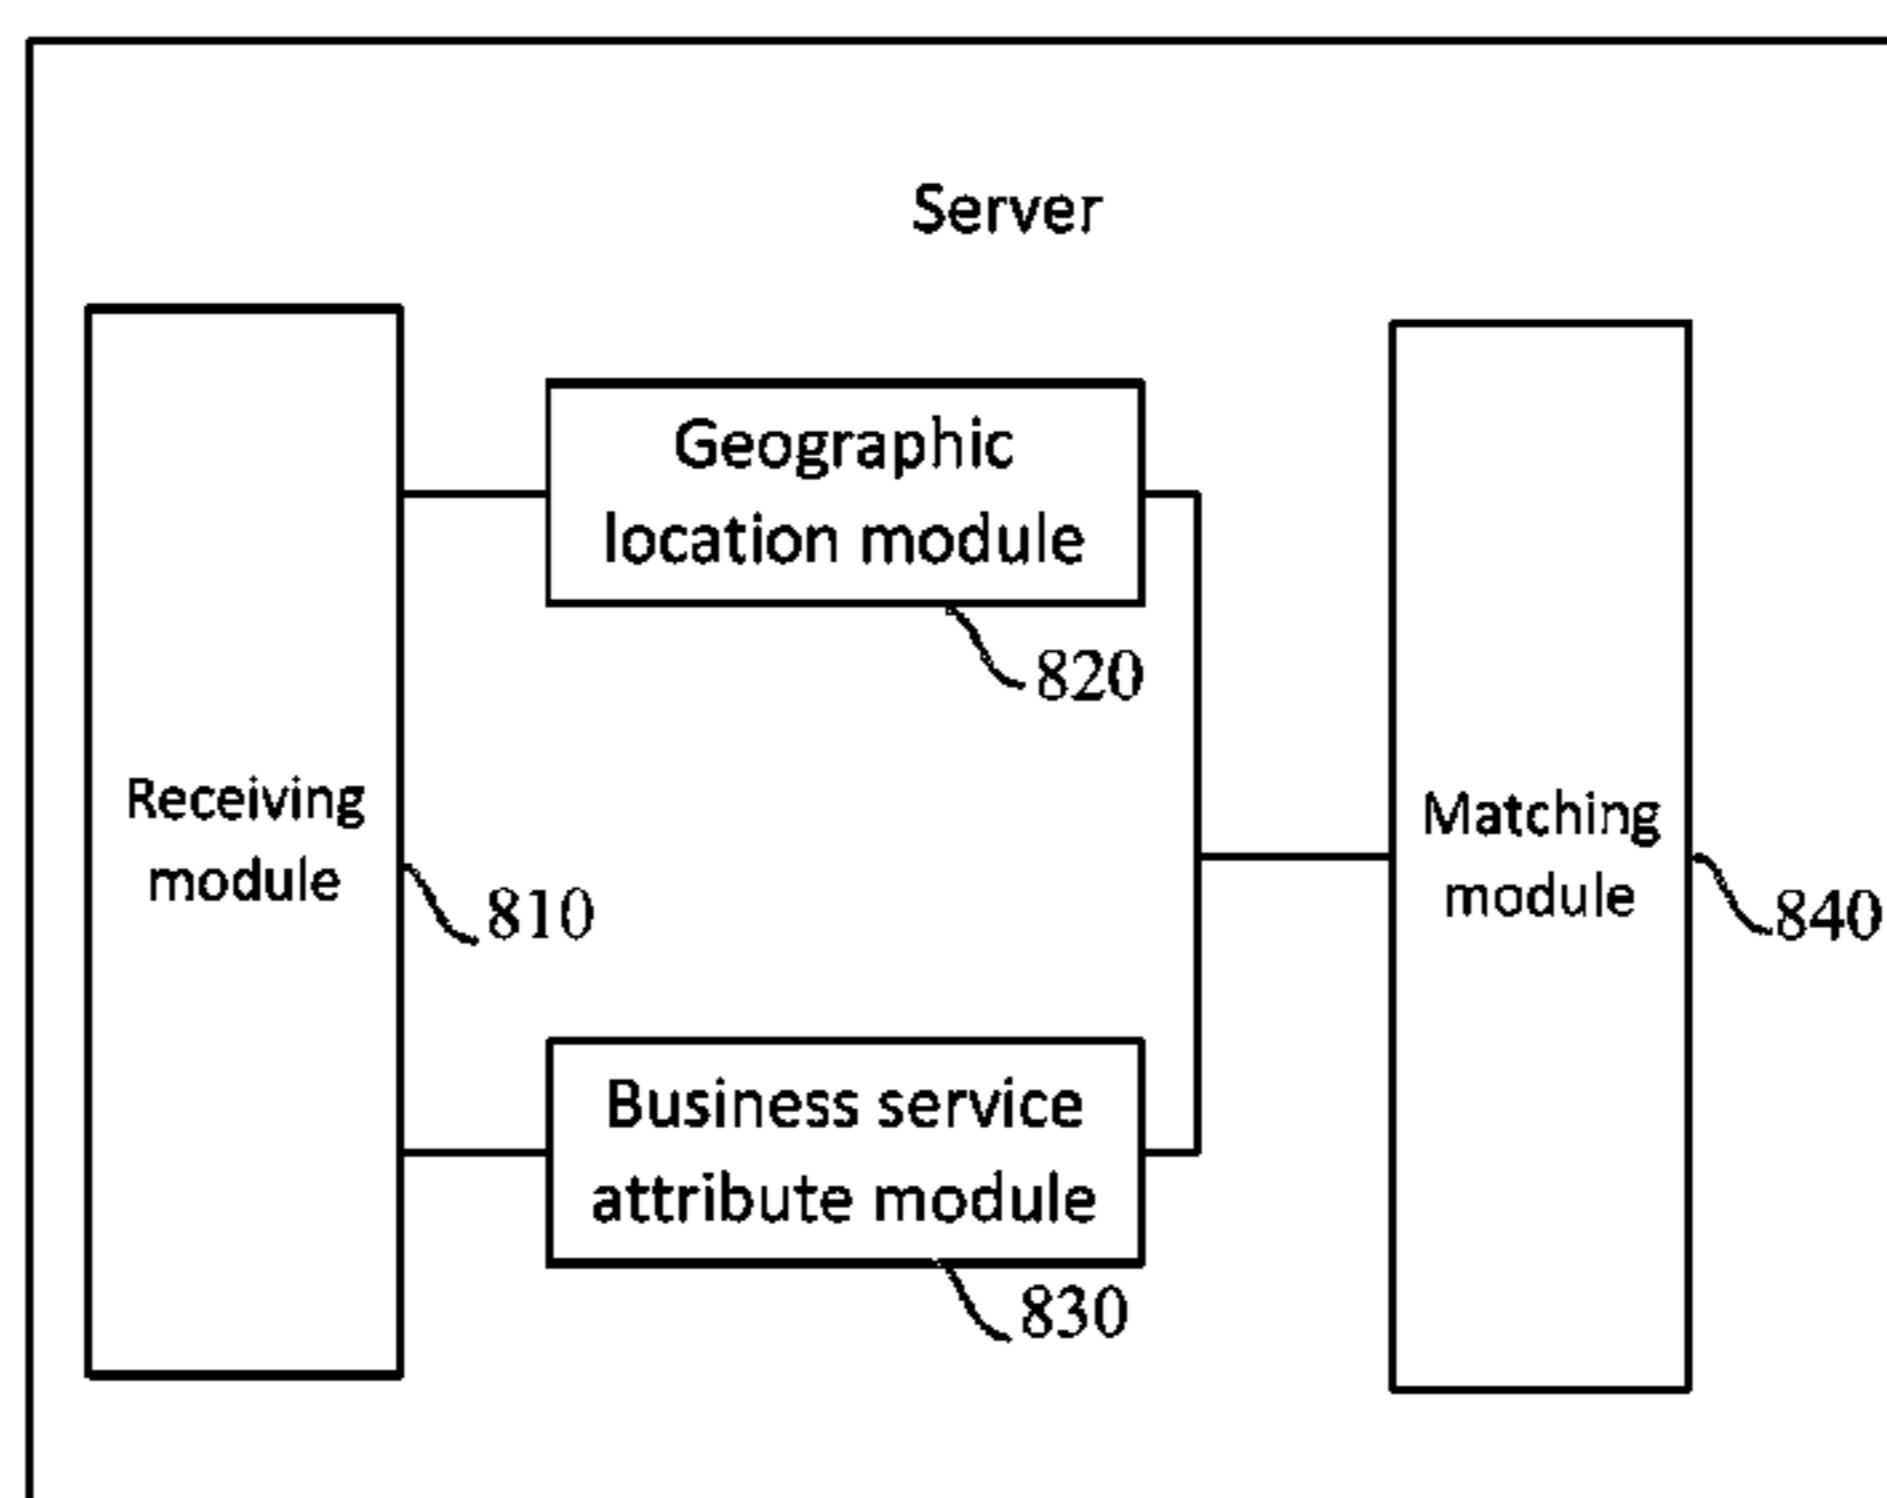 Server
Geographic
location module
820
Receiving
module
810
Matching
module
840
Business service
attribute module
830